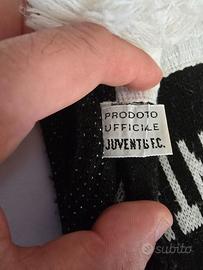 PRODOTO
UFFICIALE
JUVENTUS F.C.
subito